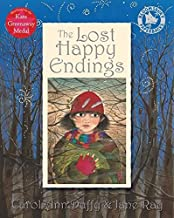 Kate
Greenaway
Medal
The
Lost
Happy
Endings
Carol Ann Duffy & Jane Ray